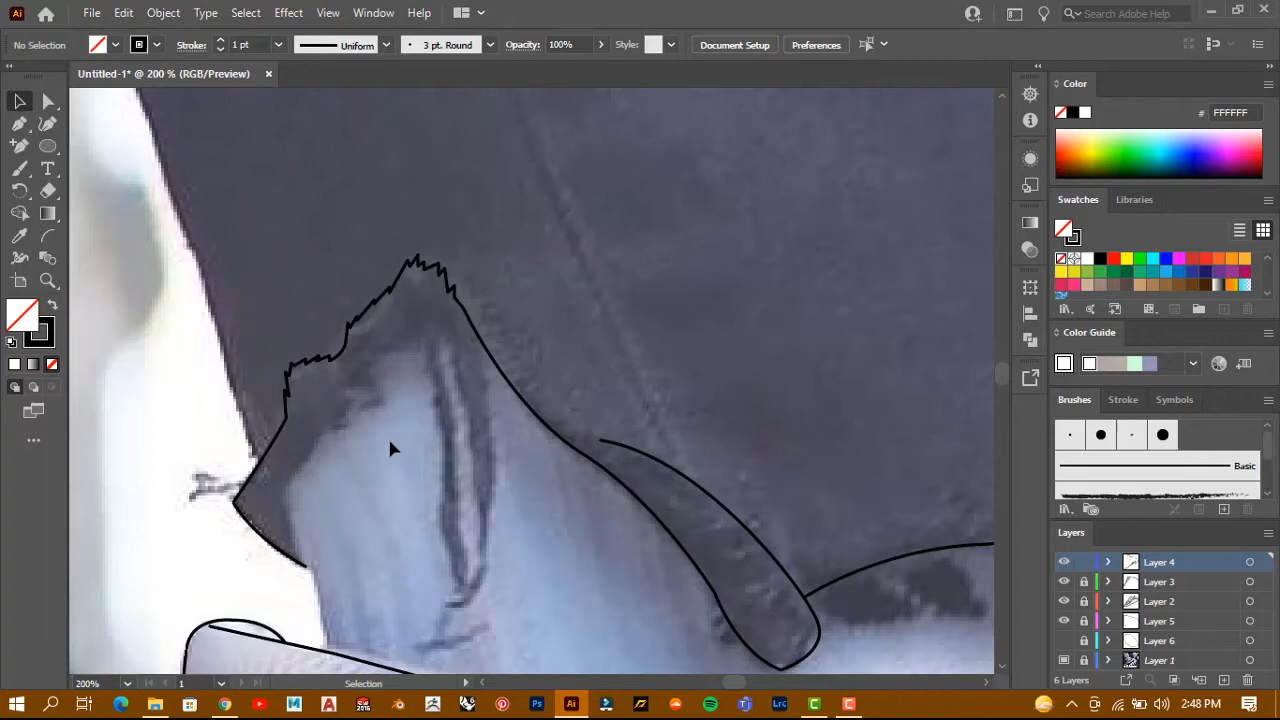 Ai File Edit Object Type Select Effect View Window Help Search Adobe Help
No Selection Stroke: 1 pt Uniform 3 pt. Round Opacity: 100% Style: Document Setup Preferences
Untitled-1* @ 200 % (RGB/Preview) ×
Color
# FFFFFF
Swatches Libraries
Color Guide
Brushes Stroke Symbols
Basic
Layers
Layer 4
Layer 3
Layer 2
Layer 5
Layer 6
Layer 1
6 Layers
200% 1 Selection
2:48 PM